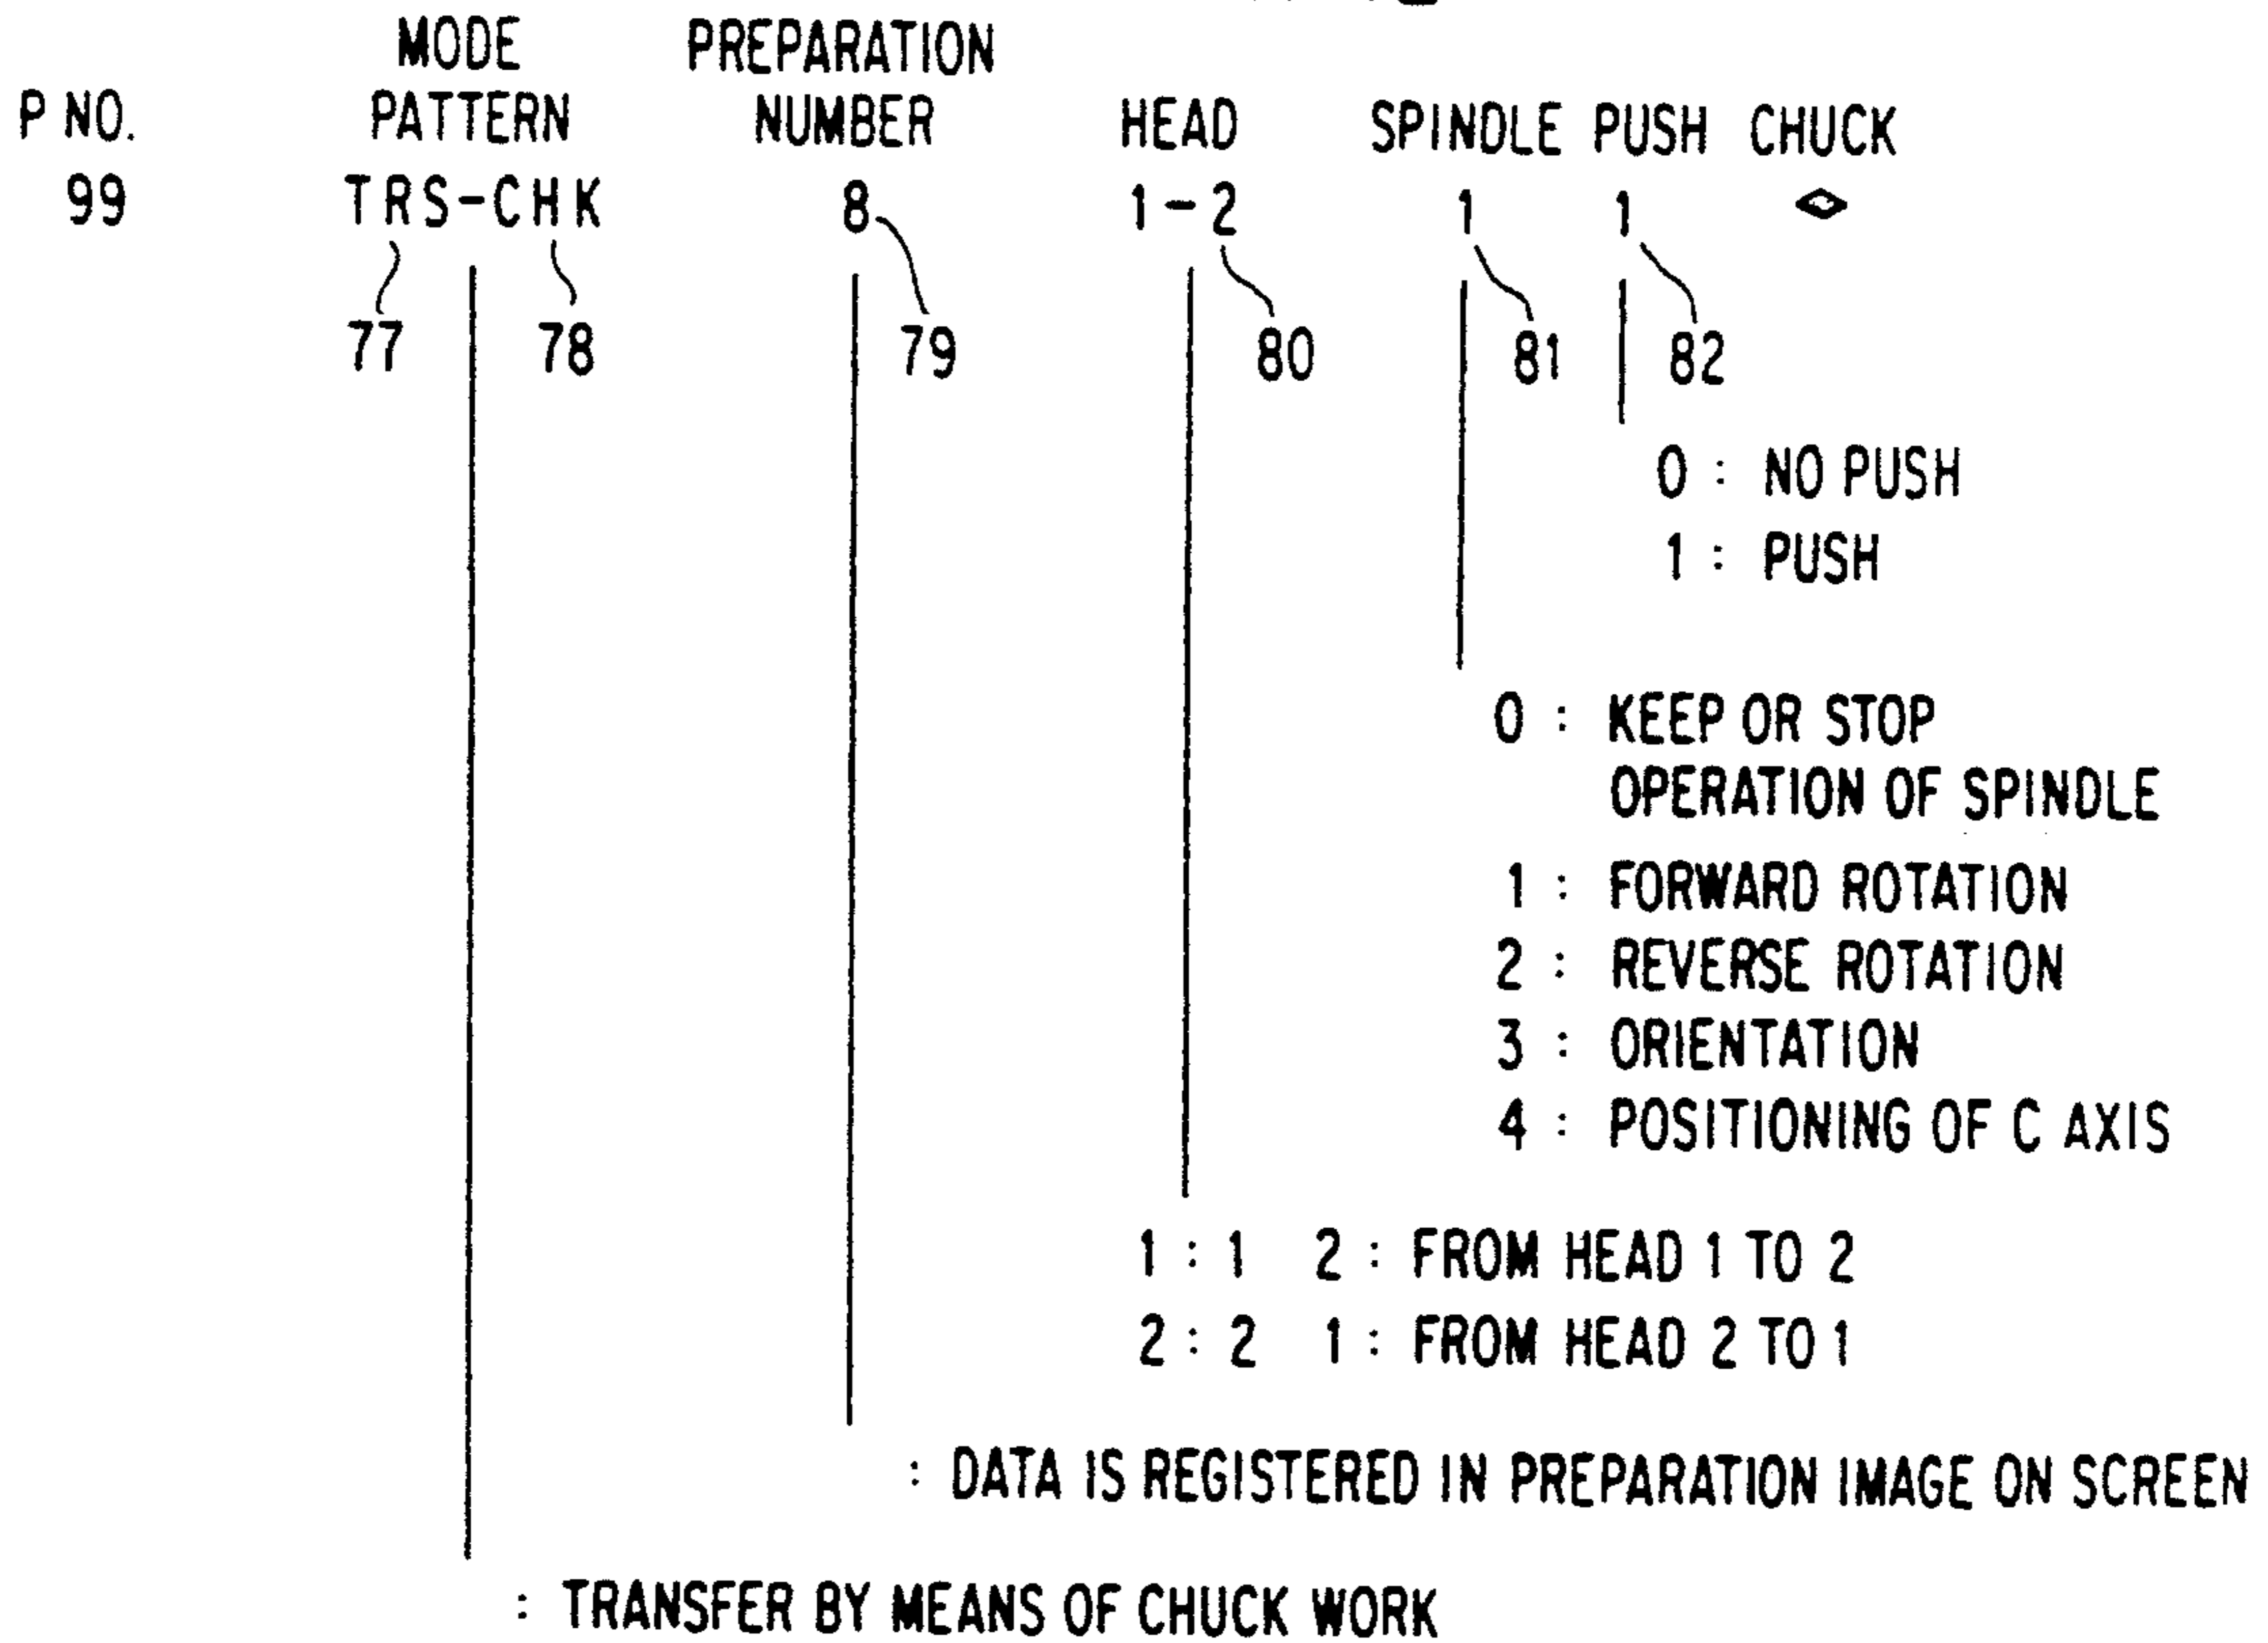 MODE PREPARATION
P NO. PATTERN NUMBER HEAD SPINDLE PUSH CHUCK
99 TRS-CHK 8 1-2 1 1
77 78 79 80 81 82
0 : NO PUSH
1 : PUSH
0 : KEEP OR STOP
OPERATION OF SPINDLE
1 : FORWARD ROTATION
2 : REVERSE ROTATION
3 : ORIENTATION
4 : POSITIONING OF C AXIS
1 : 1 2 : FROM HEAD 1 TO 2
2 : 2 1 : FROM HEAD 2 TO 1
: DATA IS REGISTERED IN PREPARATION IMAGE ON SCREEN
: TRANSFER BY MEANS OF CHUCK WORK